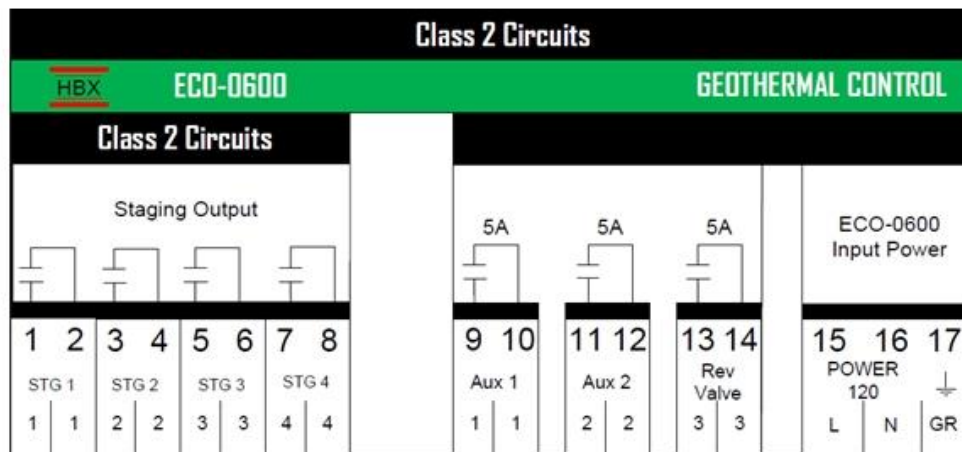 Class 2 Circuits
HBX ECO-0600 GEOTHERMAL CONTROL
Class 2 Circuits
Staging Output
5A 5A 5A
ECO-0600
Input Power
1 2 3 4 5 6 7 8 9 10 11 12 13 14 15 16 17
STG 1 STG 2 STG 3 STG 4 Aux 1 Aux 2 Rev
Valve
POWER
120
1 1 2 2 3 3 4 4 1 1 2 2 3 3 L N GR